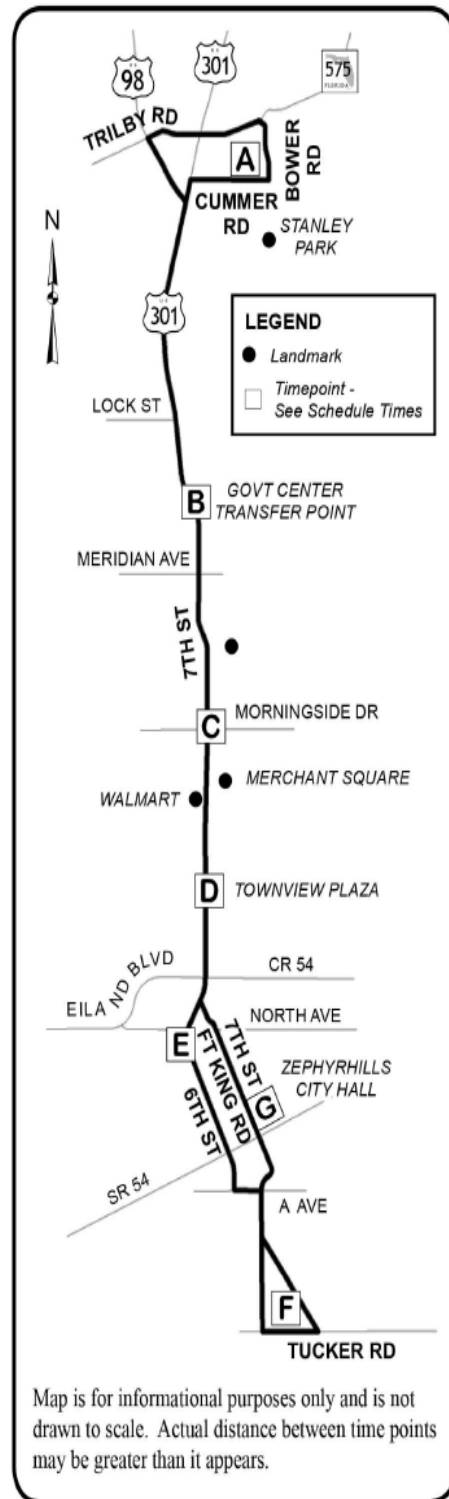 98
U S
301
575
FLORIDA
TRILBY RD
A
BOWER
RD
CUMMER
RD
STANLEY
PARK
N
U S
301
LEGEND
Landmark
Timepoint -
See Schedule Times
LOCK ST
B
GOVT CENTER
TRANSFER POINT
MERIDIAN AVE
7TH ST
C
MORNINGSIDE DR
MERCHANT SQUARE
WALMART
D
TOWNVIEW PLAZA
EILAND BLVD
CR 54
NORTH AVE
E
FT KING RD
7TH ST
6TH ST
G
ZEPHYRHILLS
CITY HALL
SR 54
A AVE
F
TUCKER RD
Map is for informational purposes only and is not
drawn to scale. Actual distance between time points
may be greater than it appears.